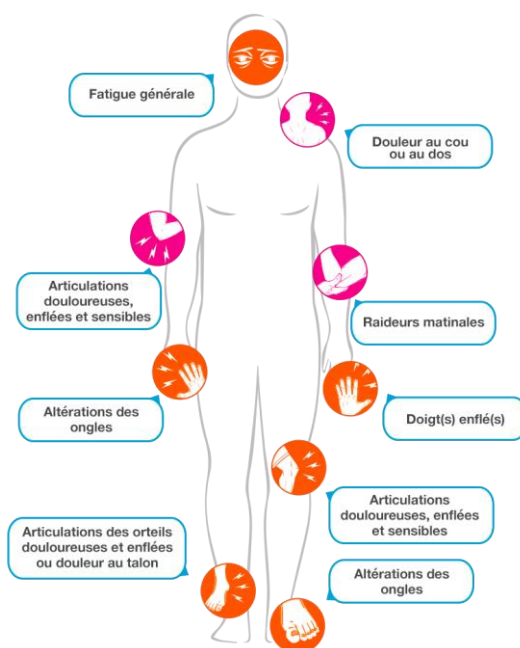 Fatigue générale
Douleur au cou
ou au dos
Articulations
douloureuses,
enflées et sensibles
Raideurs matinales
Altérations des
ongles
Doigt(s) enflé(s)
Articulations
douloureuses, enflées
et sensibles
Articulations des orteils
douloureuses et enflées
ou douleur au talon
Altérations des
ongles